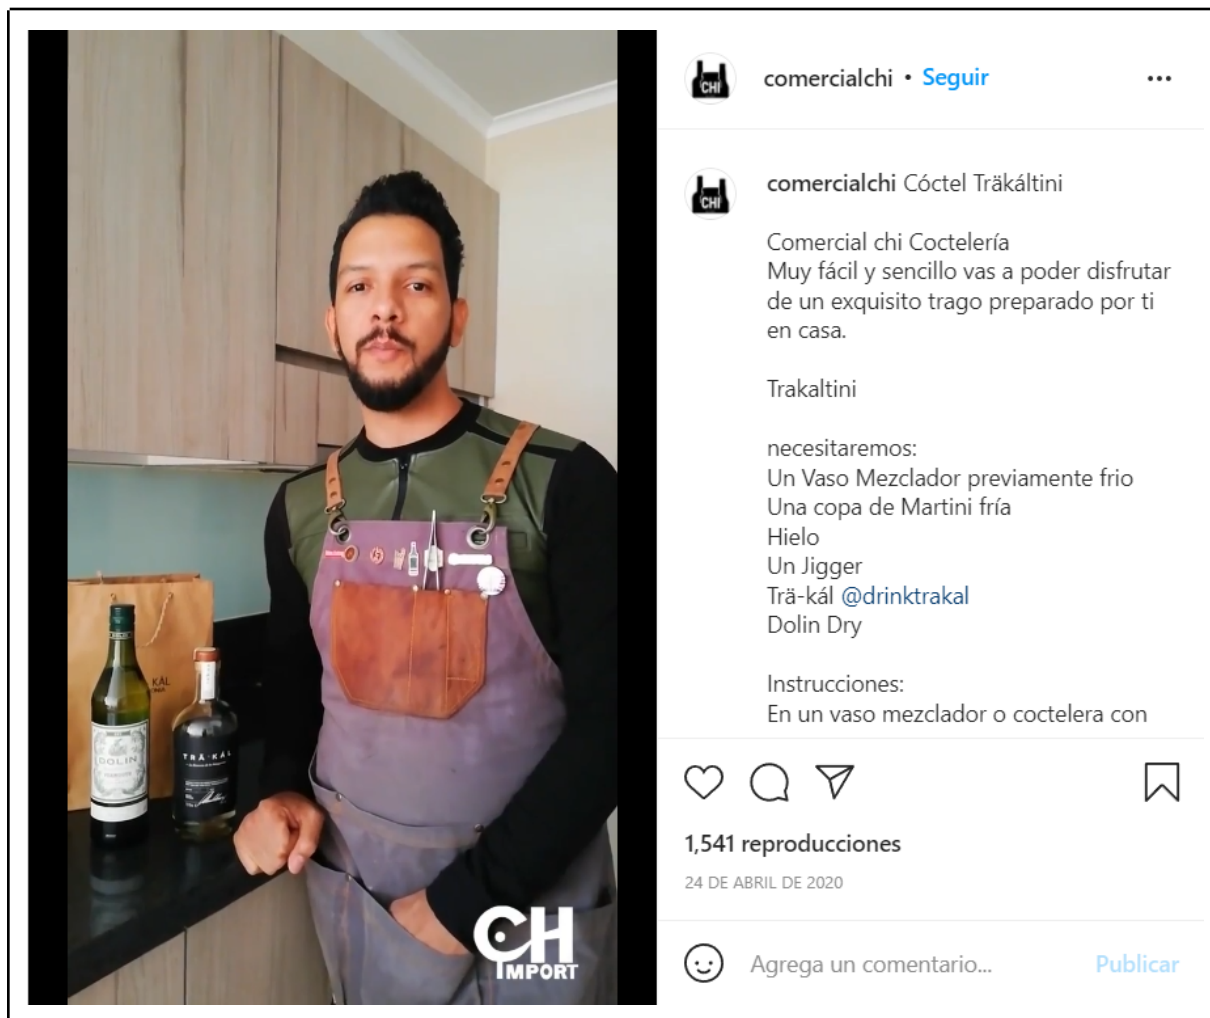 CHI
comercialchi • Seguir
CHI
comercialchi Cóctel Träkáltini
Comercial chi Coctelería
Muy fácil y sencillo vas a poder disfrutar
de un exquisito trago preparado por ti
en casa.
Trakaltini
necesitaremos:
Un Vaso Mezclador previamente frio
Una copa de Martini fría
Hielo
Un Jigger
Trä-kál @drinktrakal
Dolin Dry
Instrucciones:
En un vaso mezclador o coctelera con
1,541 reproducciones
24 DE ABRIL DE 2020
Agrega un comentario... Publicar
KÁL
DOLIN
TRÄ·KÁL
CH
IMPORT